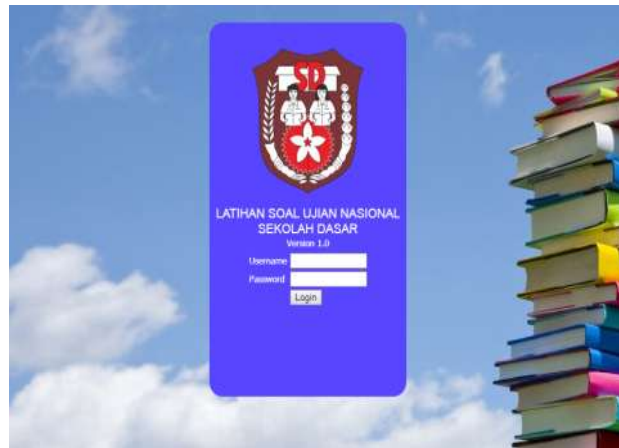 SD
LATIHAN SOAL UJIAN NASIONAL
SEKOLAH DASAR
Version 1.0
Username
Password
Login